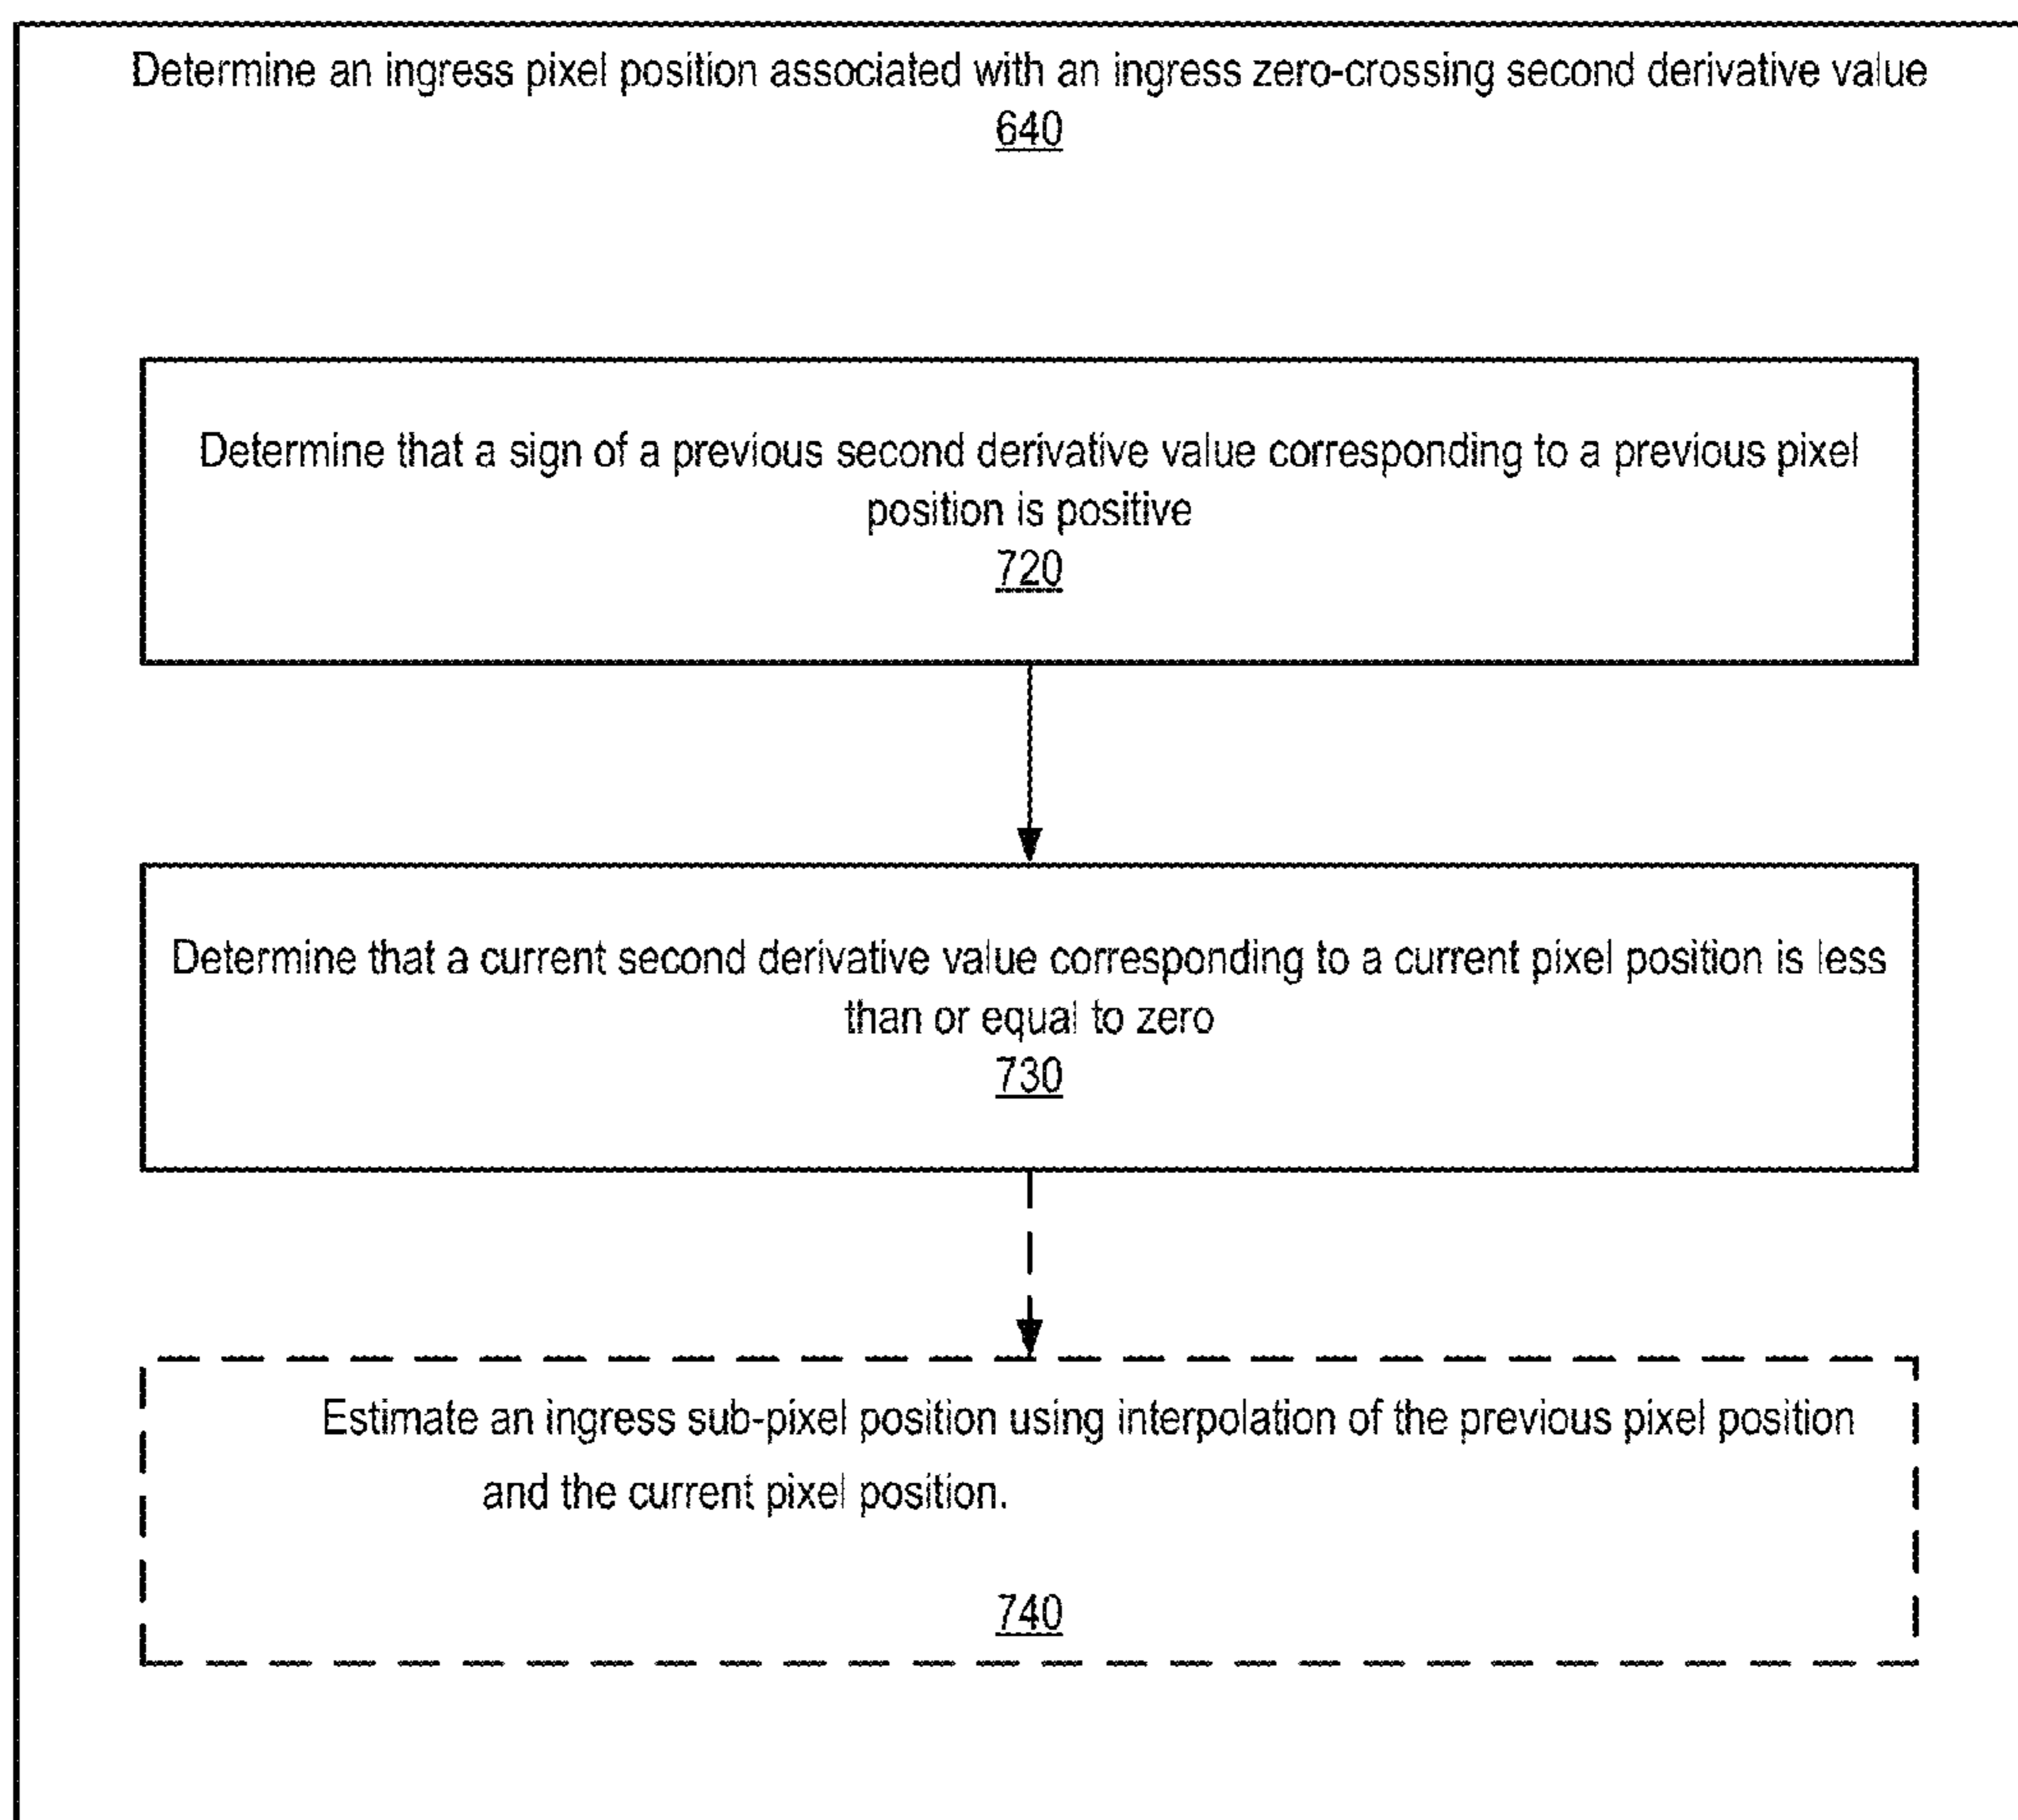 Determine an ingress pixel position associated with an ingress zero-crossing second derivative value
640
Determine that a sign of a previous second derivative value corresponding to a previous pixel
position is positive
720
Determine that a current second derivative value corresponding to a current pixel position is less
than or equal to zero
730
Estimate an ingress sub-pixel position using interpolation of the previous pixel position
and the current pixel position.
740